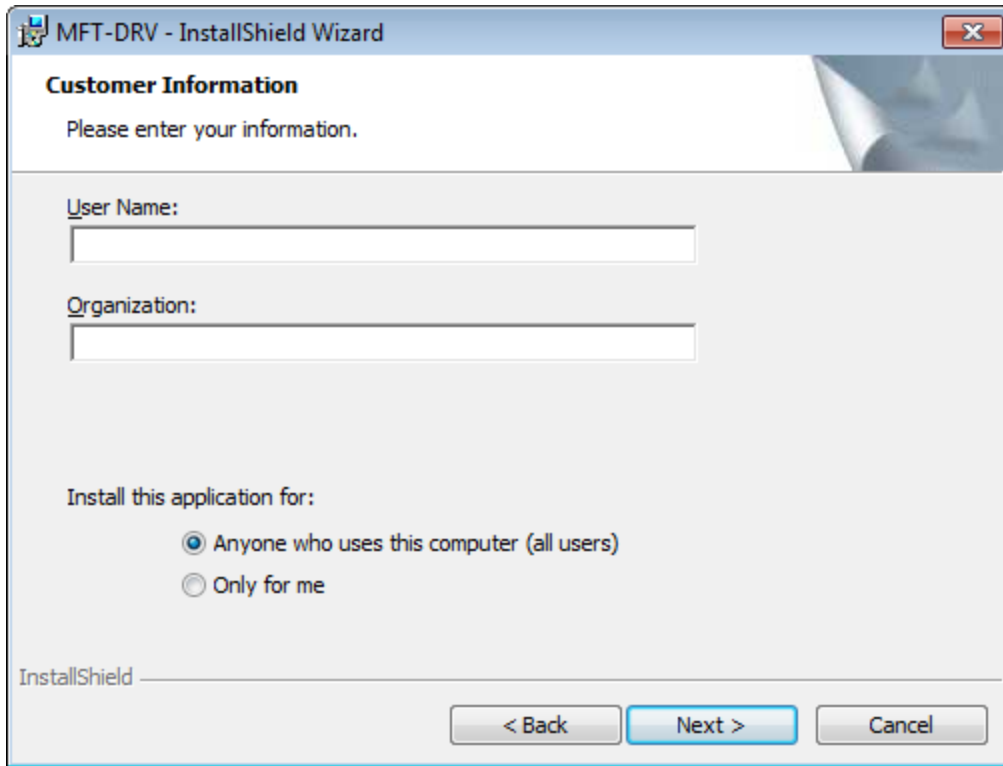 MFT-DRV - InstallShield Wizard
Customer Information
Please enter your information.
User Name:
Organization:
Install this application for:
Anyone who uses this computer (all users)
Only for me
InstallShield
< Back Next > Cancel